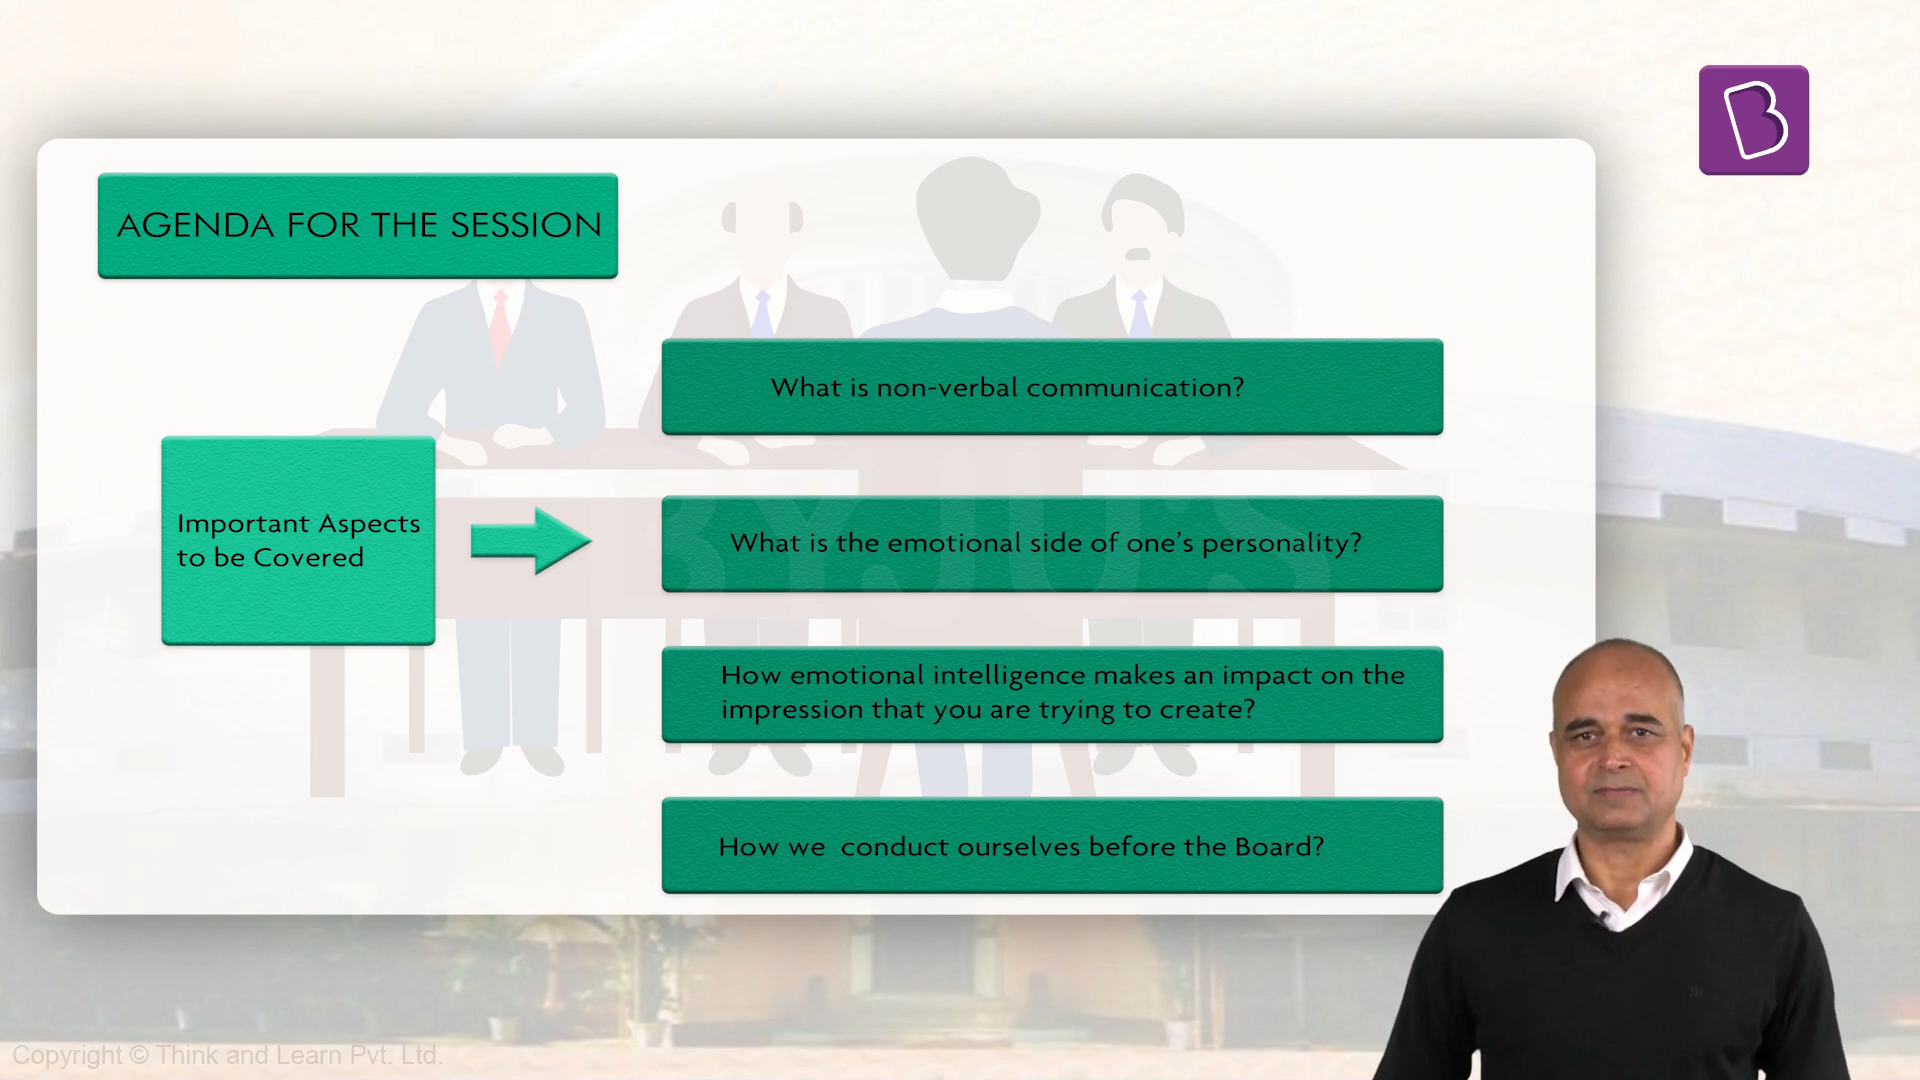 AGENDA FOR THE SESSION
What is non-verbal communication?
Important Aspects
to be Covered
What is the emotional side of one's personality?
How emotional intelligence makes an impact on the
impression that you are trying to create?
How we  conduct ourselves before the Board?
BYJU'S
B
Copyright © Think and Learn Pvt. Ltd.